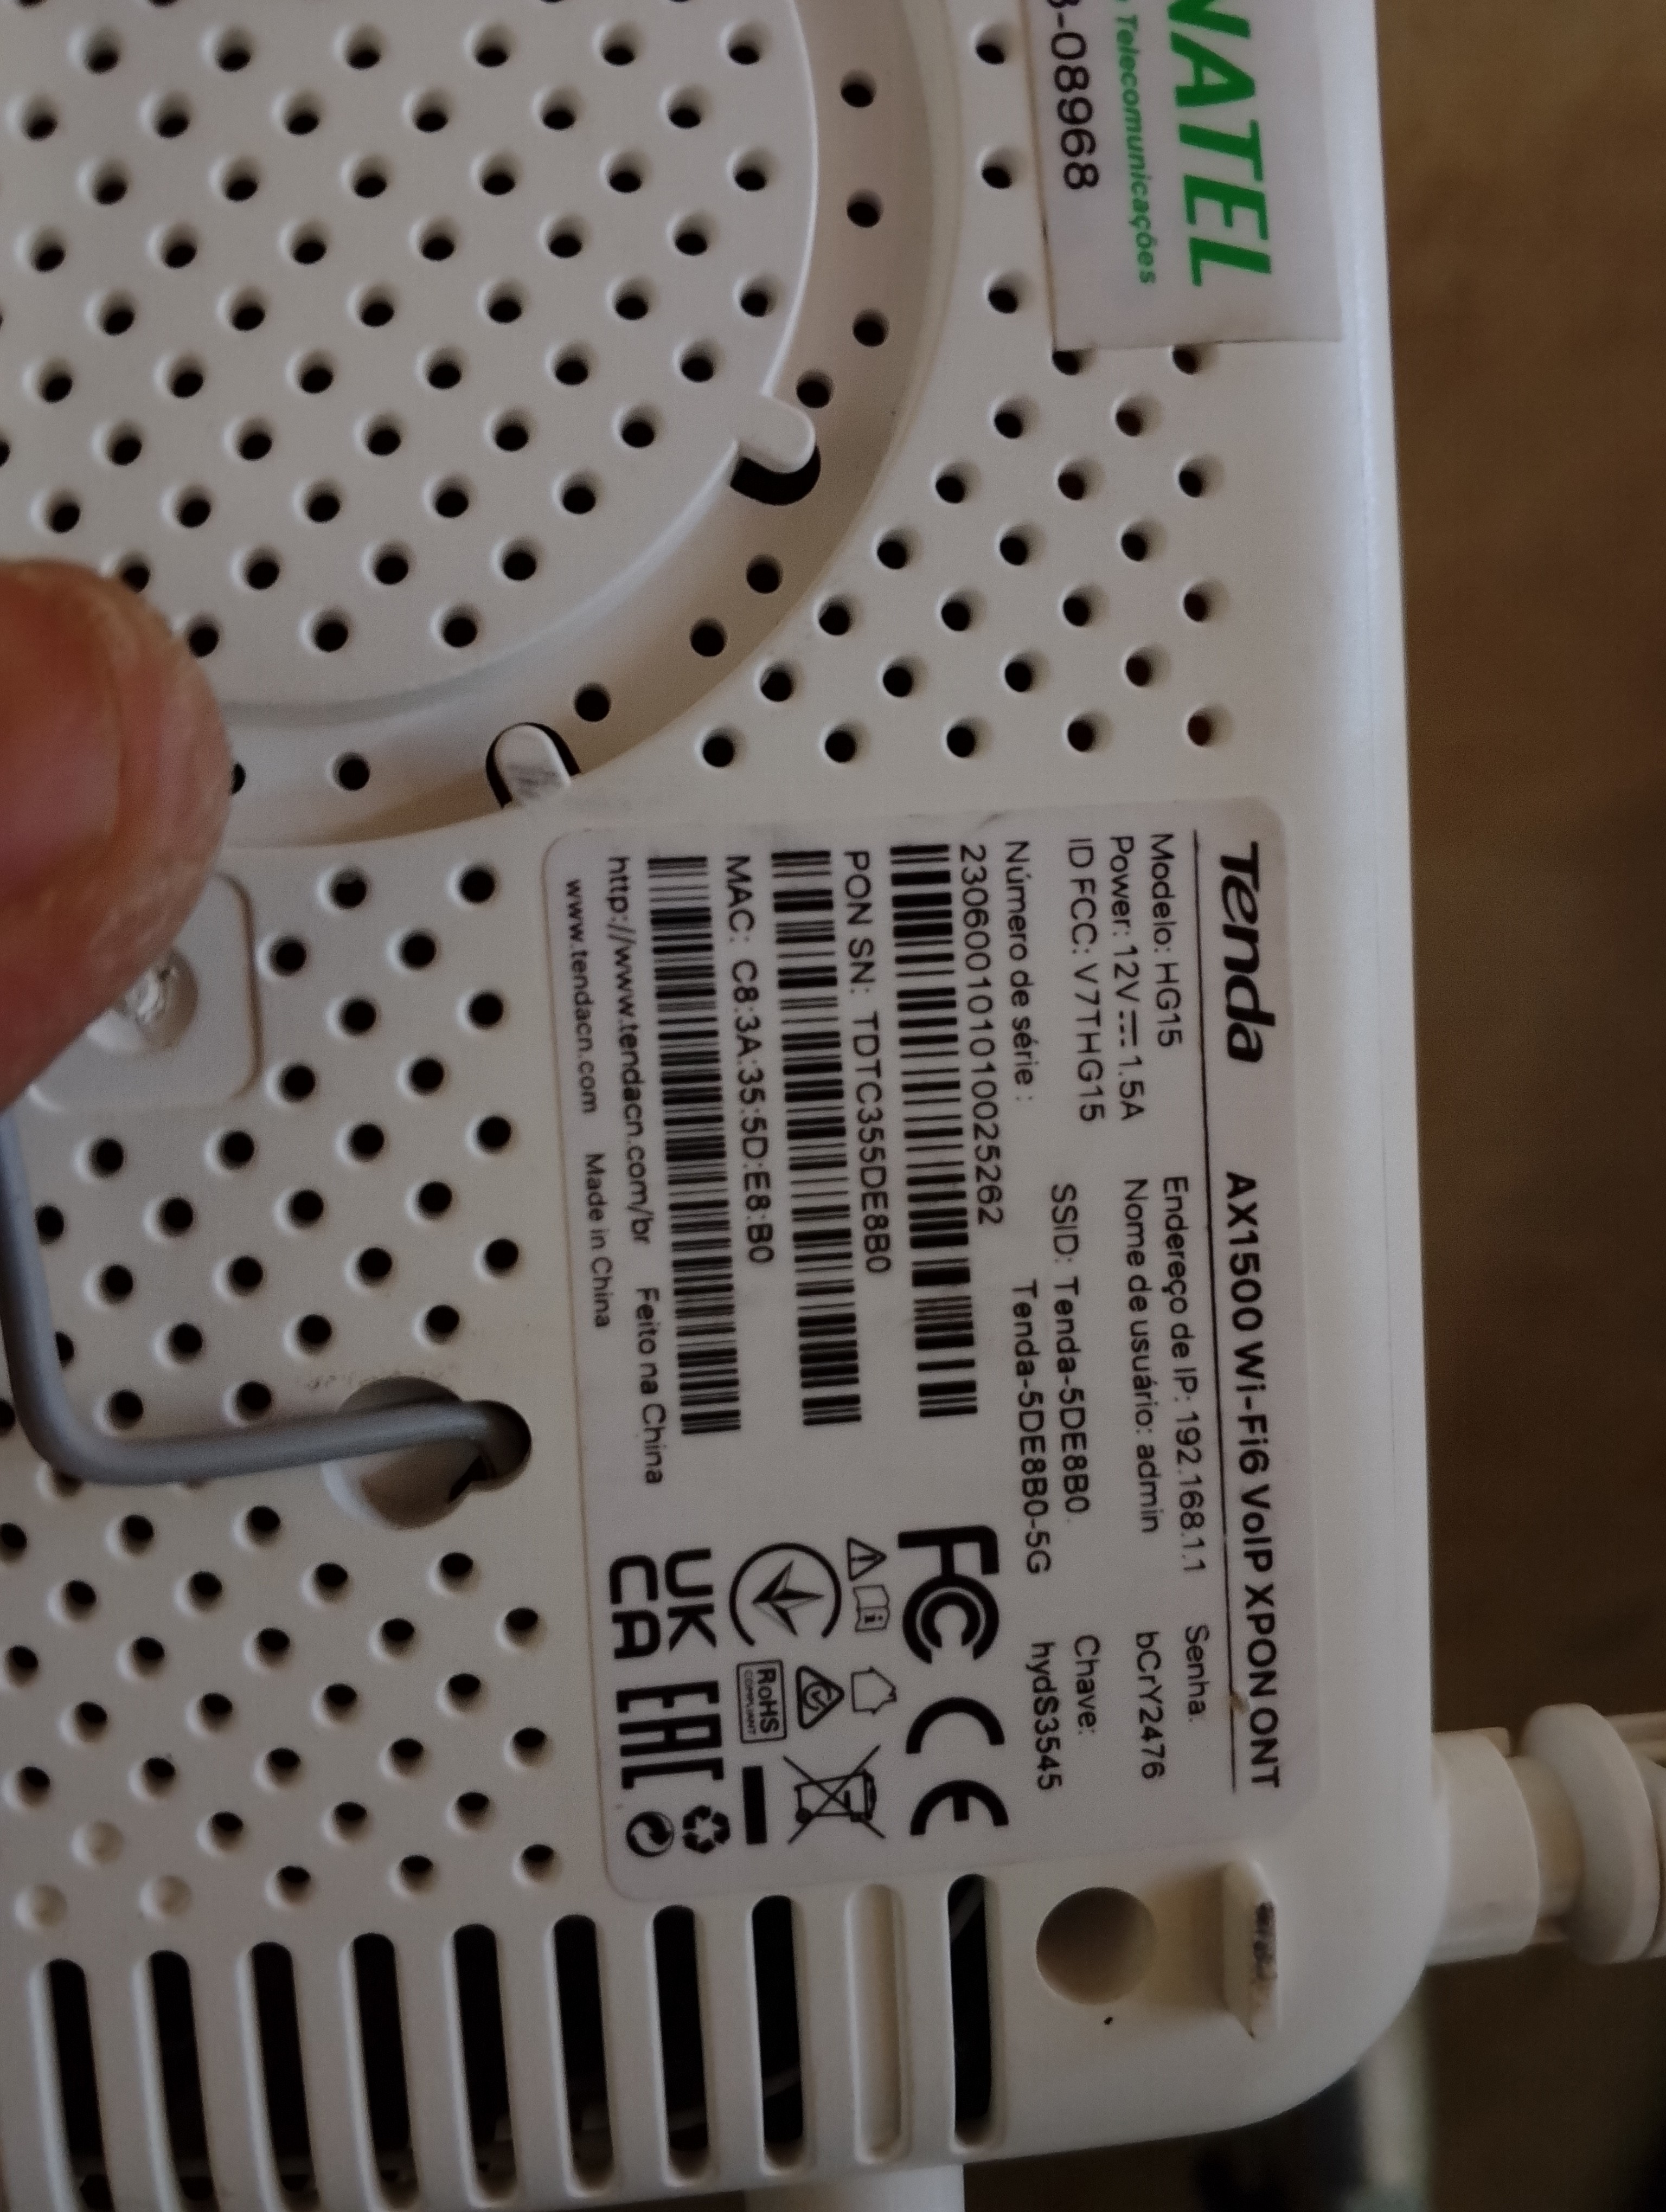 NATEL
Telecomunicações
-08968
Tenda AX1500 Wi-Fi6 VoIP XPON ONT
Modelo: HG15 Endereço de IP: 192.168.1.1 Senha:
Power: 12V⎓1.5A Nome de usuário: admin bCrY2476
ID FCC: V7THG15 SSID: Tenda-5DE8B0 Chave:
Número de série : Tenda-5DE8B0-5G hydS3545
230600101010025262
PON SN: TDTC355DE8B0
MAC: C8:3A:35:5D:E8:B0
http://www.tendacn.com/br Feito na China
www.tendacn.com Made in China
FC CE
RoHS
COMPLIANT
UK
CA EAC